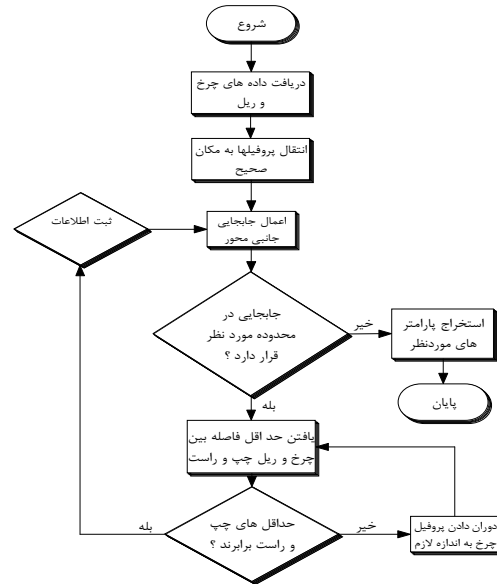 شروع
دریافت داده های چرخ
و ریل
انتقال پروفیلها به مکان
صحیح
اعمال جابجایی
جانبی محور
ثبت اطلاعات
جابجایی در
محدوده مورد نظر
قرار دارد ؟
خیر
استخراج پارامتر
های موردنظر
پایان
بله
یافتن حد اقل فاصله بین
چرخ و ریل چپ و راست
حداقل های چپ
و راست برابرند ؟
بله
خیر
دوران دادن پروفیل
چرخ به اندازه لازم